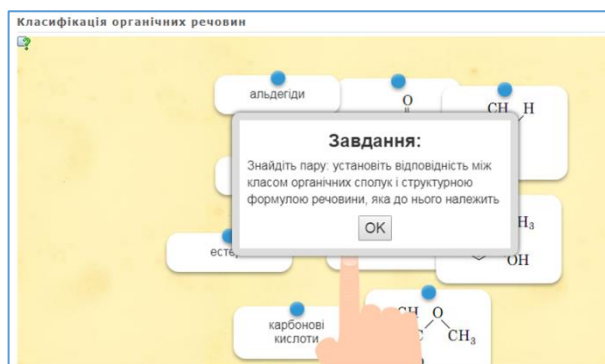 Класифікація органічних речовин
альдегіди
O
CH H
Завдання:
Знайдіть пару: установіть відповідність між
класом органічних сполук і структурною
формулою речовини, яка до нього належить
OK
H₃
OH
карбонові
кислоти
O
CH₃